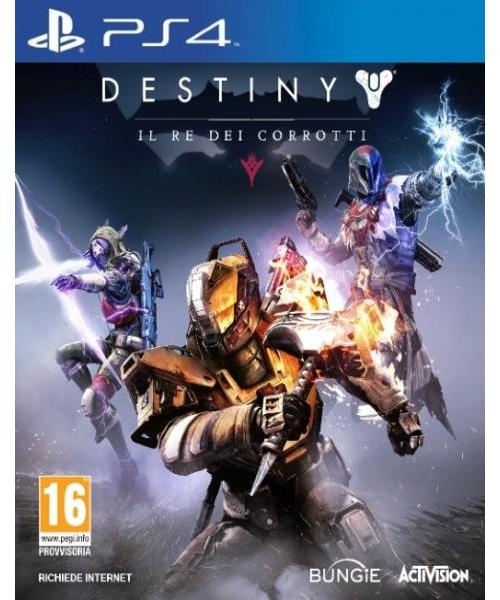 PS4
DESTINY
IL RE DEI CORROTTI
16
www.pegi.info
PROVVISORIA
RICHIEDE INTERNET
BUNGIE
ACTIVISION